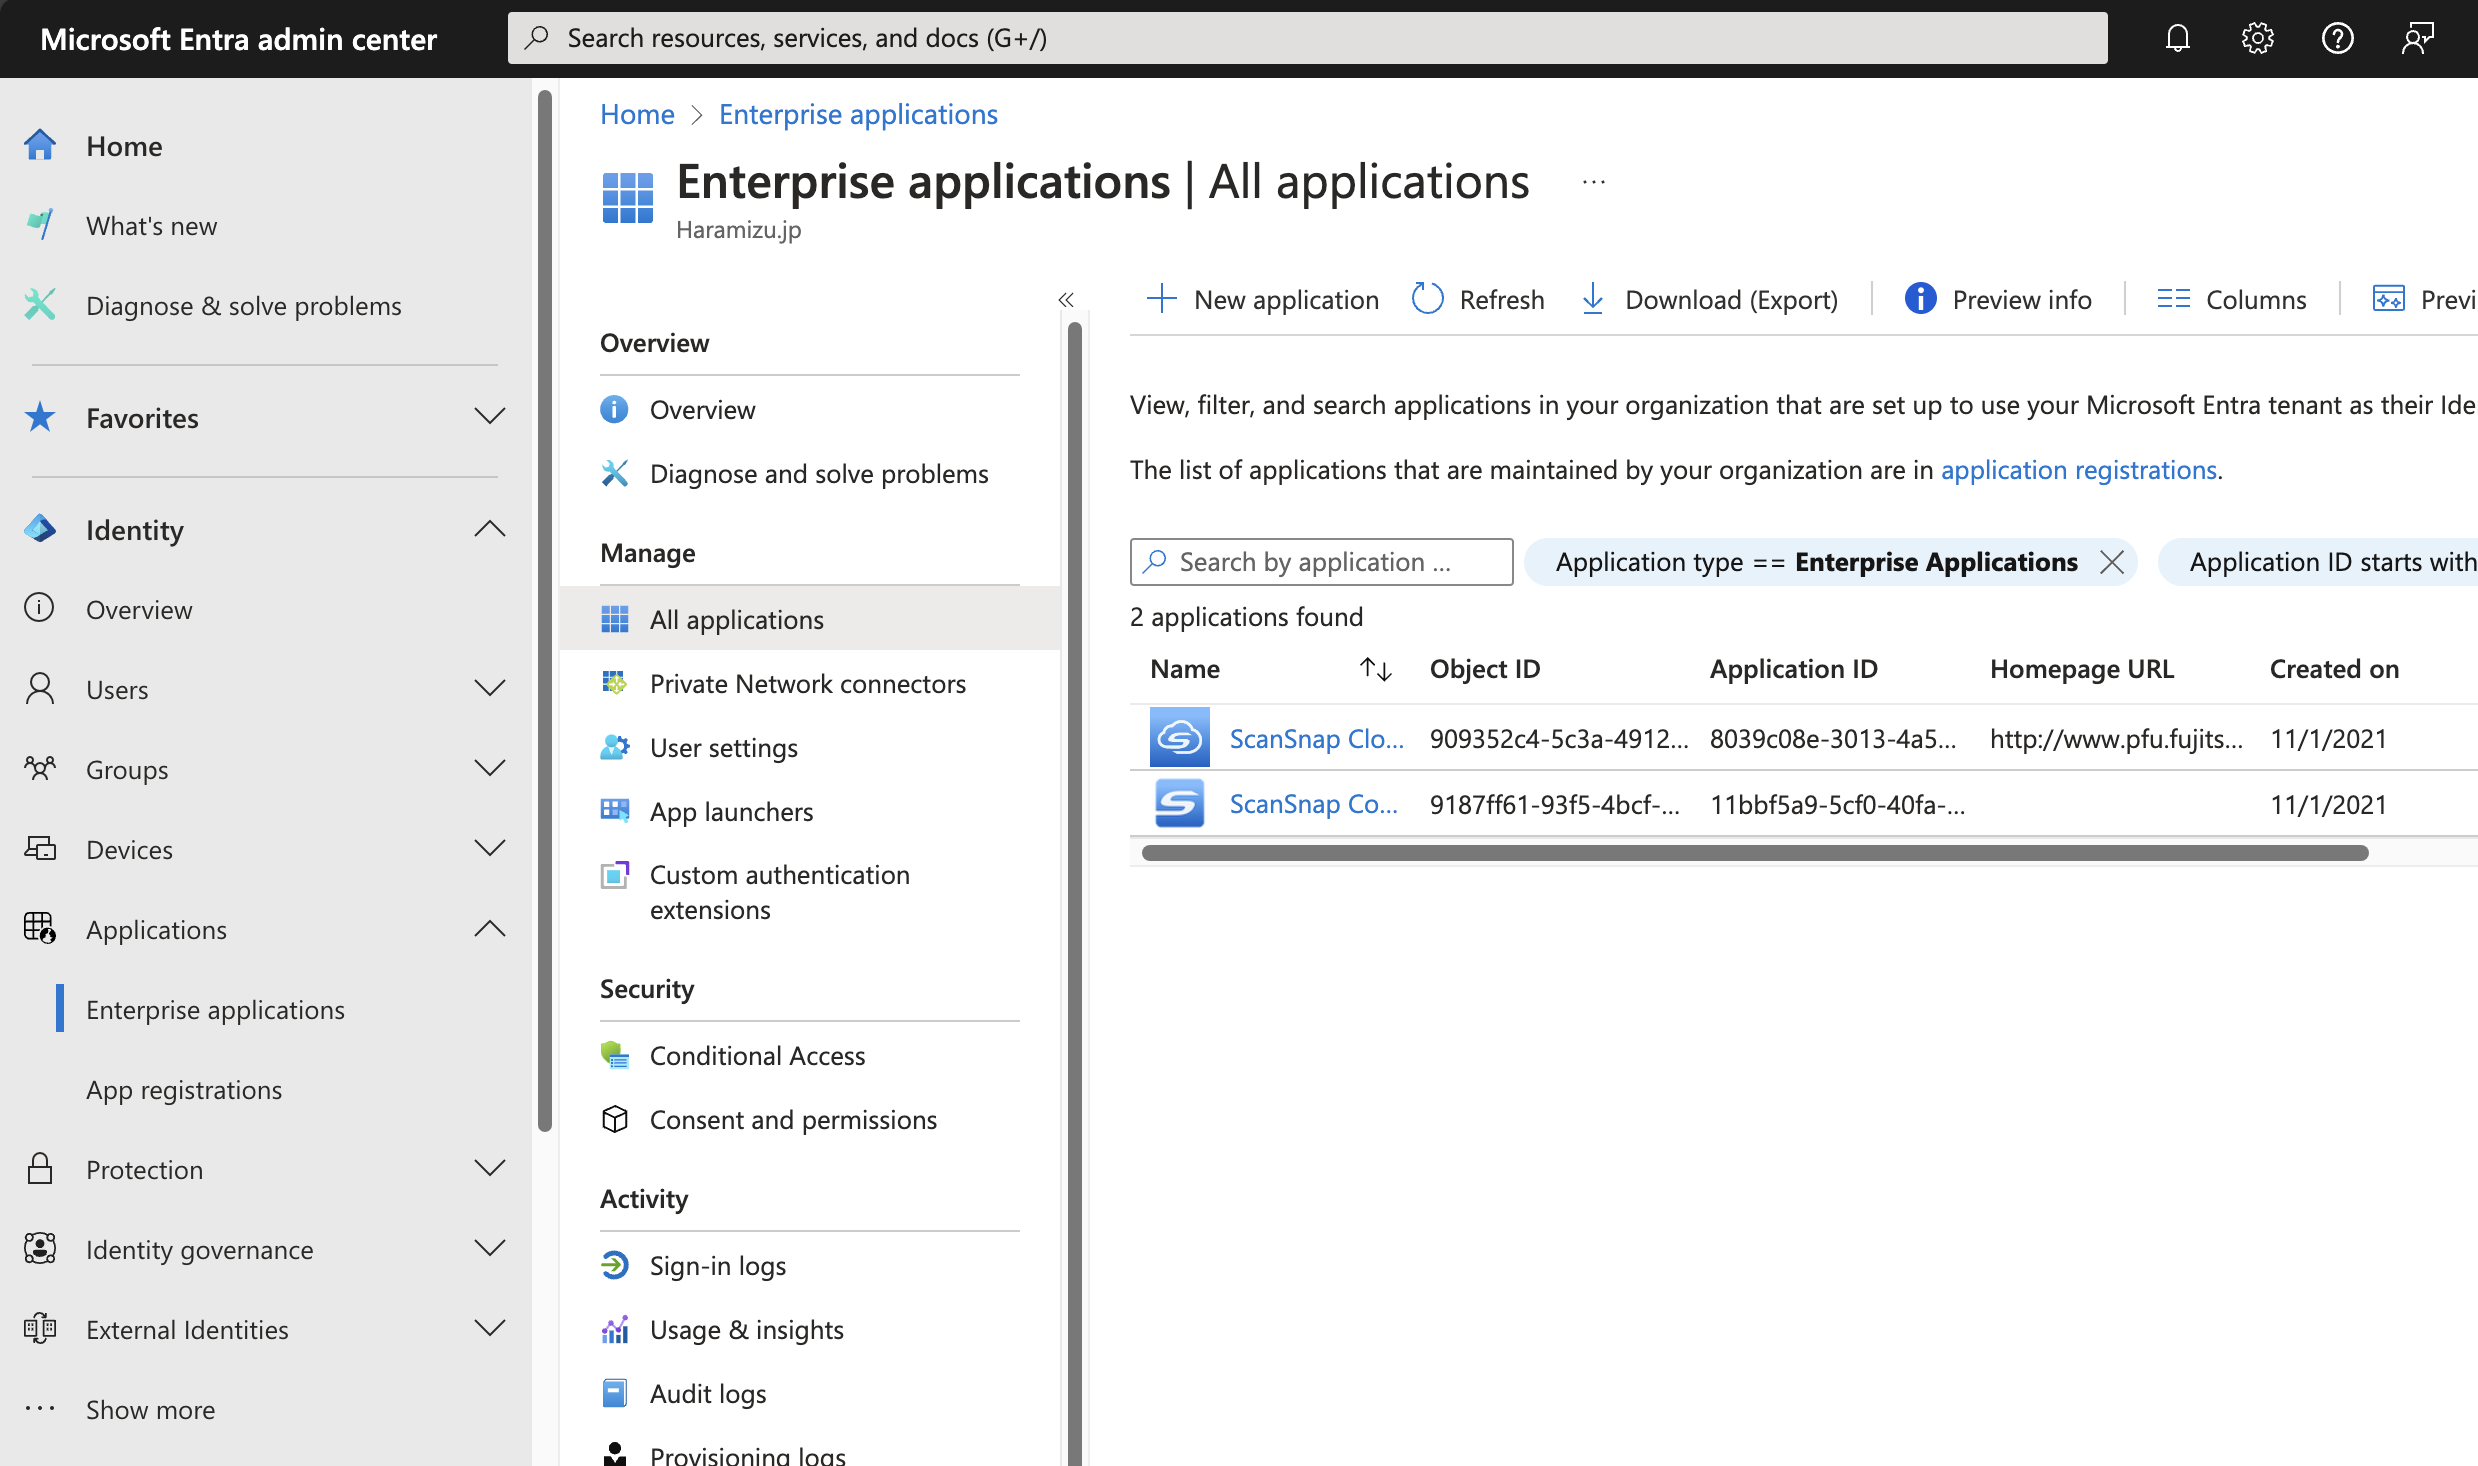 Microsoft Entra admin center
Search resources, services, and docs (G+/)
Home
What's new
Diagnose & solve problems
Favorites
Identity
Overview
Users
Groups
Devices
Applications
Enterprise applications
App registrations
Protection
Identity governance
External Identities
Show more
Home > Enterprise applications
Enterprise applications | All applications
Haramizu.jp
Overview
Overview
Diagnose and solve problems
Manage
All applications
Private Network connectors
User settings
App launchers
Custom authentication
extensions
Security
Conditional Access
Consent and permissions
Activity
Sign-in logs
Usage & insights
Audit logs
Provisioning logs
New application Refresh Download (Export) Preview info Columns Previ
View, filter, and search applications in your organization that are set up to use your Microsoft Entra tenant as their Ide
The list of applications that are maintained by your organization are in application registrations.
Search by application ... Application type == Enterprise Applications Application ID starts with
2 applications found
Name Object ID Application ID Homepage URL Created on
ScanSnap Clo... 909352c4-5c3a-4912... 8039c08e-3013-4a5... http://www.pfu.fujits... 11/1/2021
ScanSnap Co... 9187ff61-93f5-4bcf-... 11bbf5a9-5cf0-40fa-... 11/1/2021